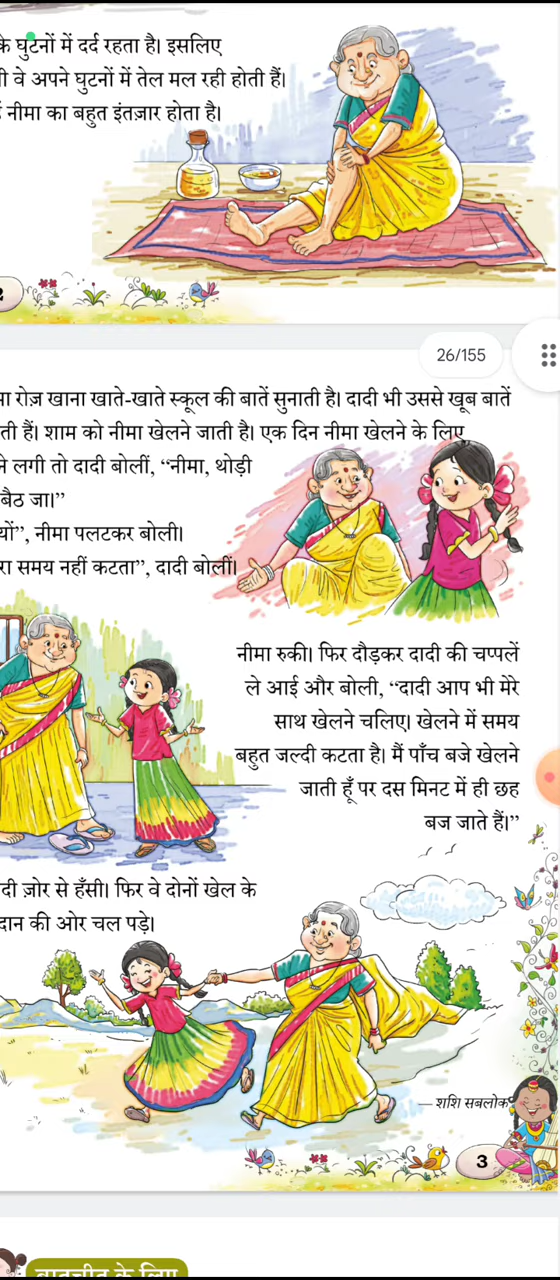 के घुटनों में दर्द रहता है। इसलिए
वे अपने घुटनों में तेल मल रही होती हैं।
नीमा का बहुत इंतज़ार होता है।
26/155
रोज़ खाना खाते-खाते स्कूल की बातें सुनाती है। दादी भी उससे खूब बातें
हैं। शाम को नीमा खेलने जाती है। एक दिन नीमा खेलने के लिए
लगी तो दादी बोलीं, “नीमा, थोड़ी
बैठ जा।”
नीमा पलटकर बोली।
समय नहीं कटता”, दादी बोलीं।
नीमा रुकी। फिर दौड़कर दादी की चप्पलें
ले आई और बोली, “दादी आप भी मेरे
साथ खेलने चलिए। खेलने में समय
बहुत जल्दी कटता है। मैं पाँच बजे खेलने
जाती हूँ पर दस मिनट में ही छह
बज जाते हैं।”
ज़ोर से हँसी। फिर वे दोनों खेल के
की ओर चल पड़े।
— शशि सबलोक
3
बातचीत के लिए